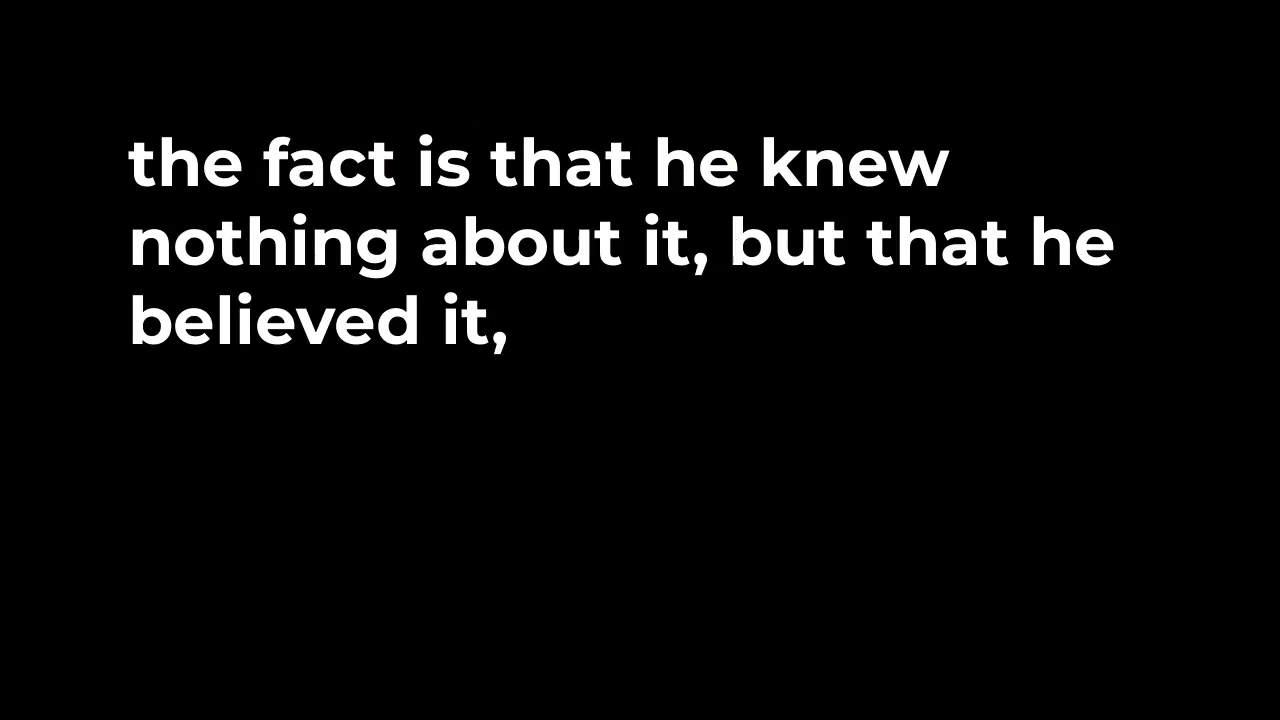 the fact is that he knew
nothing about it, but that he
believed it,